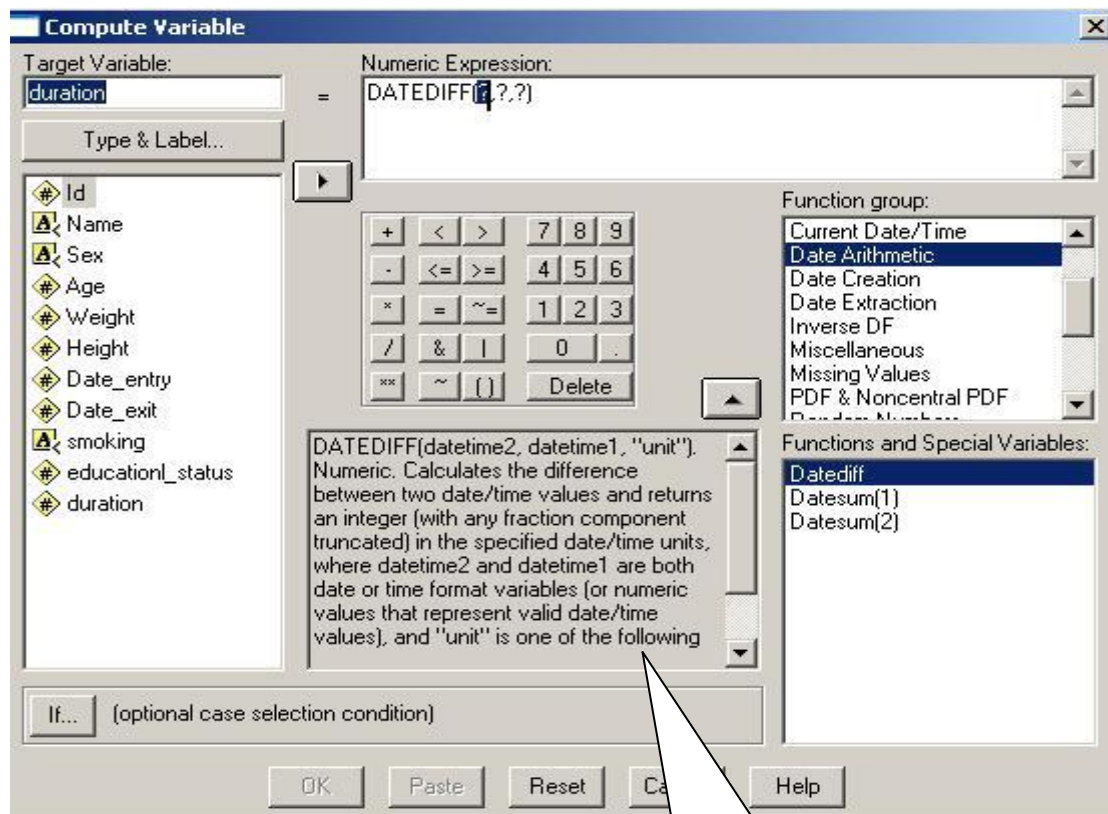 Compute Variable
Target Variable:
duration
=
Numeric Expression:
DATEDIFF(?,?,?)
Type & Label...
Id
Name
Sex
Age
Weight
Height
Date_entry
Date_exit
smoking
educationl_status
duration
+ < > 7 8 9
- <= >= 4 5 6
* = ~= 1 2 3
/ & | 0 .
** ~ () Delete
Function group:
Current Date/Time
Date Arithmetic
Date Creation
Date Extraction
Inverse DF
Miscellaneous
Missing Values
PDF & Noncentral PDF
DATEDIFF(datetime2, datetime1, "unit").
Numeric. Calculates the difference
between two date/time values and returns
an integer (with any fraction component
truncated) in the specified date/time units,
where datetime2 and datetime1 are both
date or time format variables (or numeric
values that represent valid date/time
values), and "unit" is one of the following
Functions and Special Variables:
Datediff
Datesum(1)
Datesum(2)
If... (optional case selection condition)
OK Paste Reset Ca Help